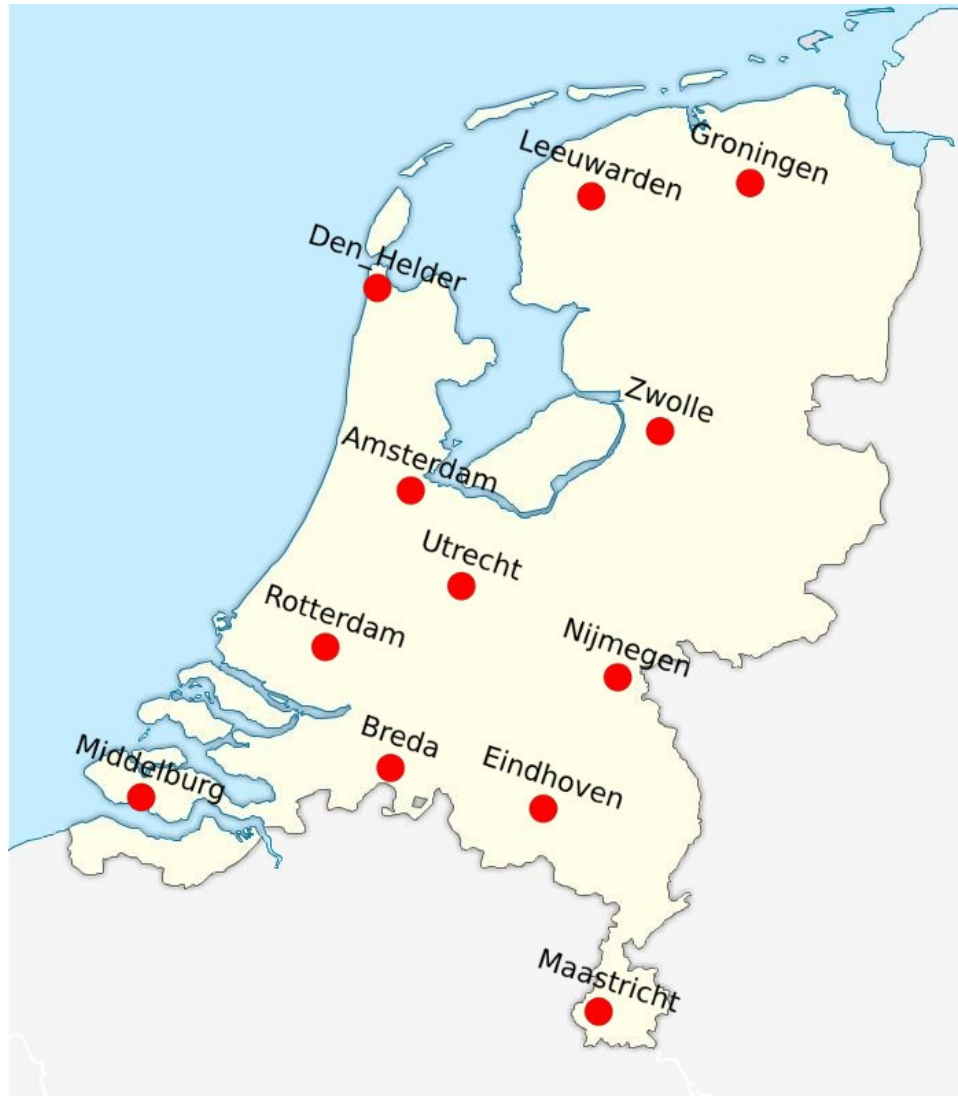 Groningen
Leeuwarden
Den_Helder
Zwolle
Amsterdam
Utrecht
Rotterdam
Nijmegen
Breda
Middelburg
Eindhoven
Maastricht